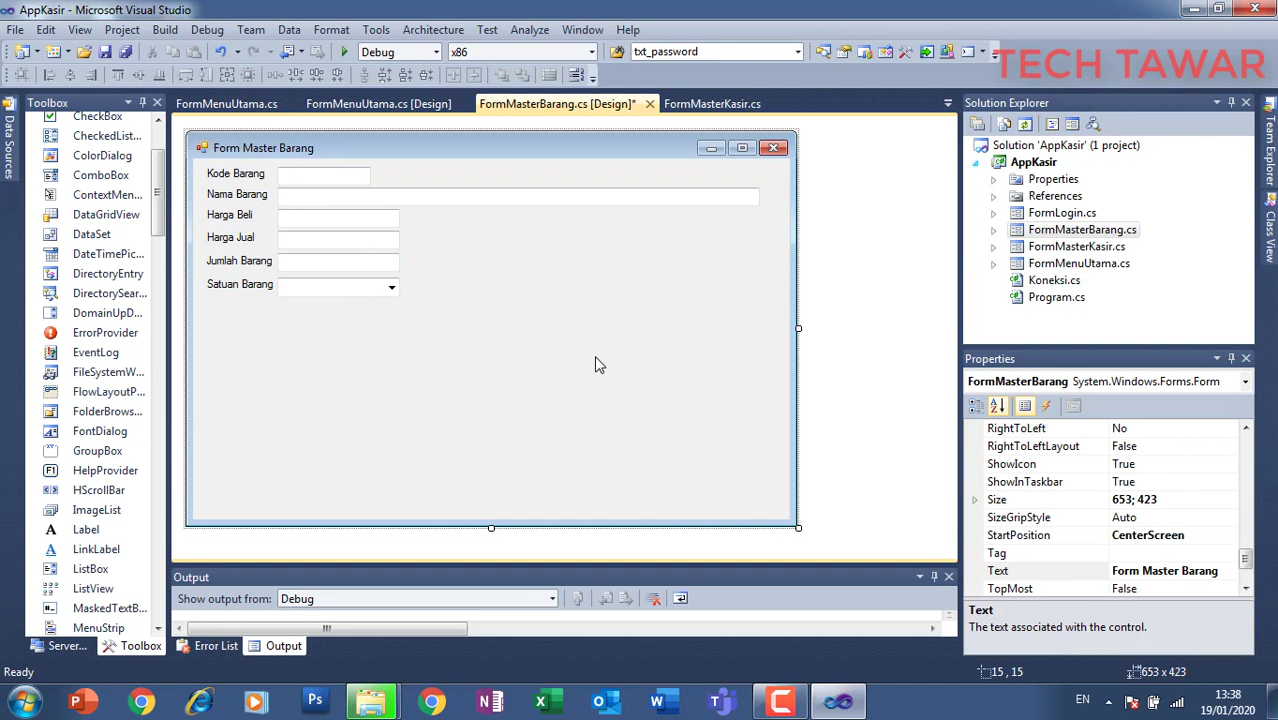 AppKasir - Microsoft Visual Studio
File Edit View Project Build Debug Team Data Format Tools Architecture Test Analyze Window Help
Debug x86 txt_password
TECH TAWAR
Data Sources
Toolbox
CheckBox
CheckedList...
ColorDialog
ComboBox
ContextMen...
DataGridView
DataSet
DateTimePic...
DirectoryEntry
DirectorySear...
DomainUpD...
ErrorProvider
EventLog
FileSystemW...
FlowLayoutP...
FolderBrows...
FontDialog
GroupBox
HelpProvider
HScrollBar
ImageList
Label
LinkLabel
ListBox
ListView
MaskedTextB...
MenuStrip
Server... Toolbox
FormMenuUtama.cs FormMenuUtama.cs [Design] FormMasterBarang.cs [Design]* FormMasterKasir.cs
Form Master Barang
Kode Barang
Nama Barang
Harga Beli
Harga Jual
Jumlah Barang
Satuan Barang
Output
Show output from: Debug
Error List Output
Solution Explorer
Solution 'AppKasir' (1 project)
AppKasir
Properties
References
FormLogin.cs
FormMasterBarang.cs
FormMasterKasir.cs
FormMenuUtama.cs
Koneksi.cs
Program.cs
Team Explorer
Class View
Properties
FormMasterBarang System.Windows.Forms.Form
RightToLeft No
RightToLeftLayout False
ShowIcon True
ShowInTaskbar True
Size 653; 423
SizeGripStyle Auto
StartPosition CenterScreen
Tag
Text Form Master Barang
TopMost False
Text
The text associated with the control.
Ready 15 , 15 653 x 423
EN 13:38
19/01/2020